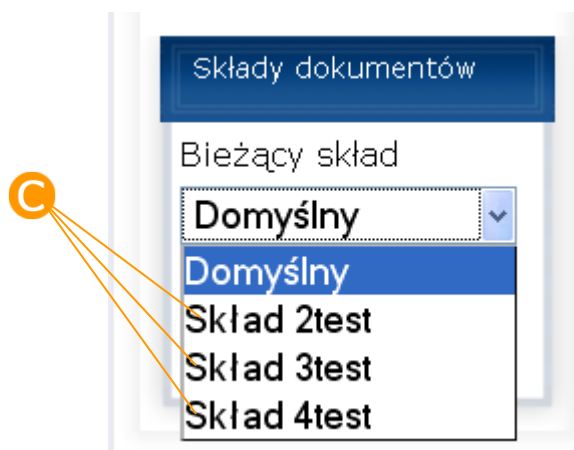 Składy dokumentów
Bieżący skład
C
Domyślny
Domyślny
Skład 2test
Skład 3test
Skład 4test